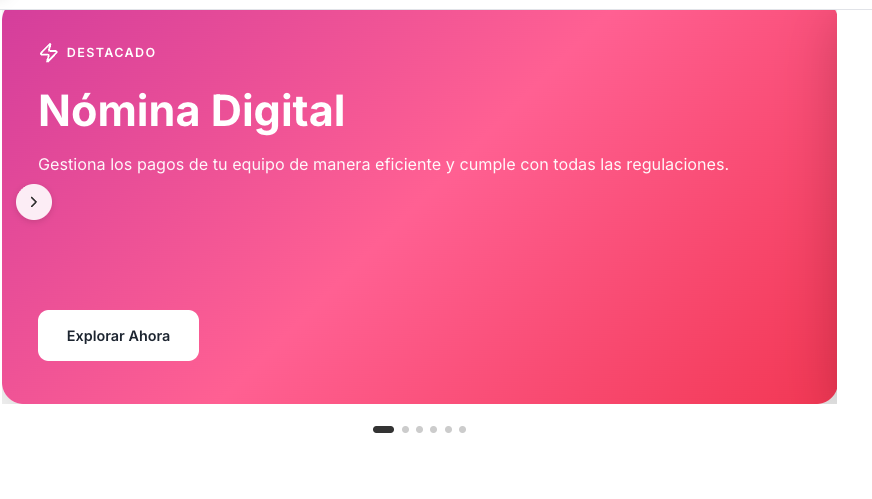 DESTACADO
Nómina Digital
Gestiona los pagos de tu equipo de manera eficiente y cumple con todas las regulaciones.
Explorar Ahora